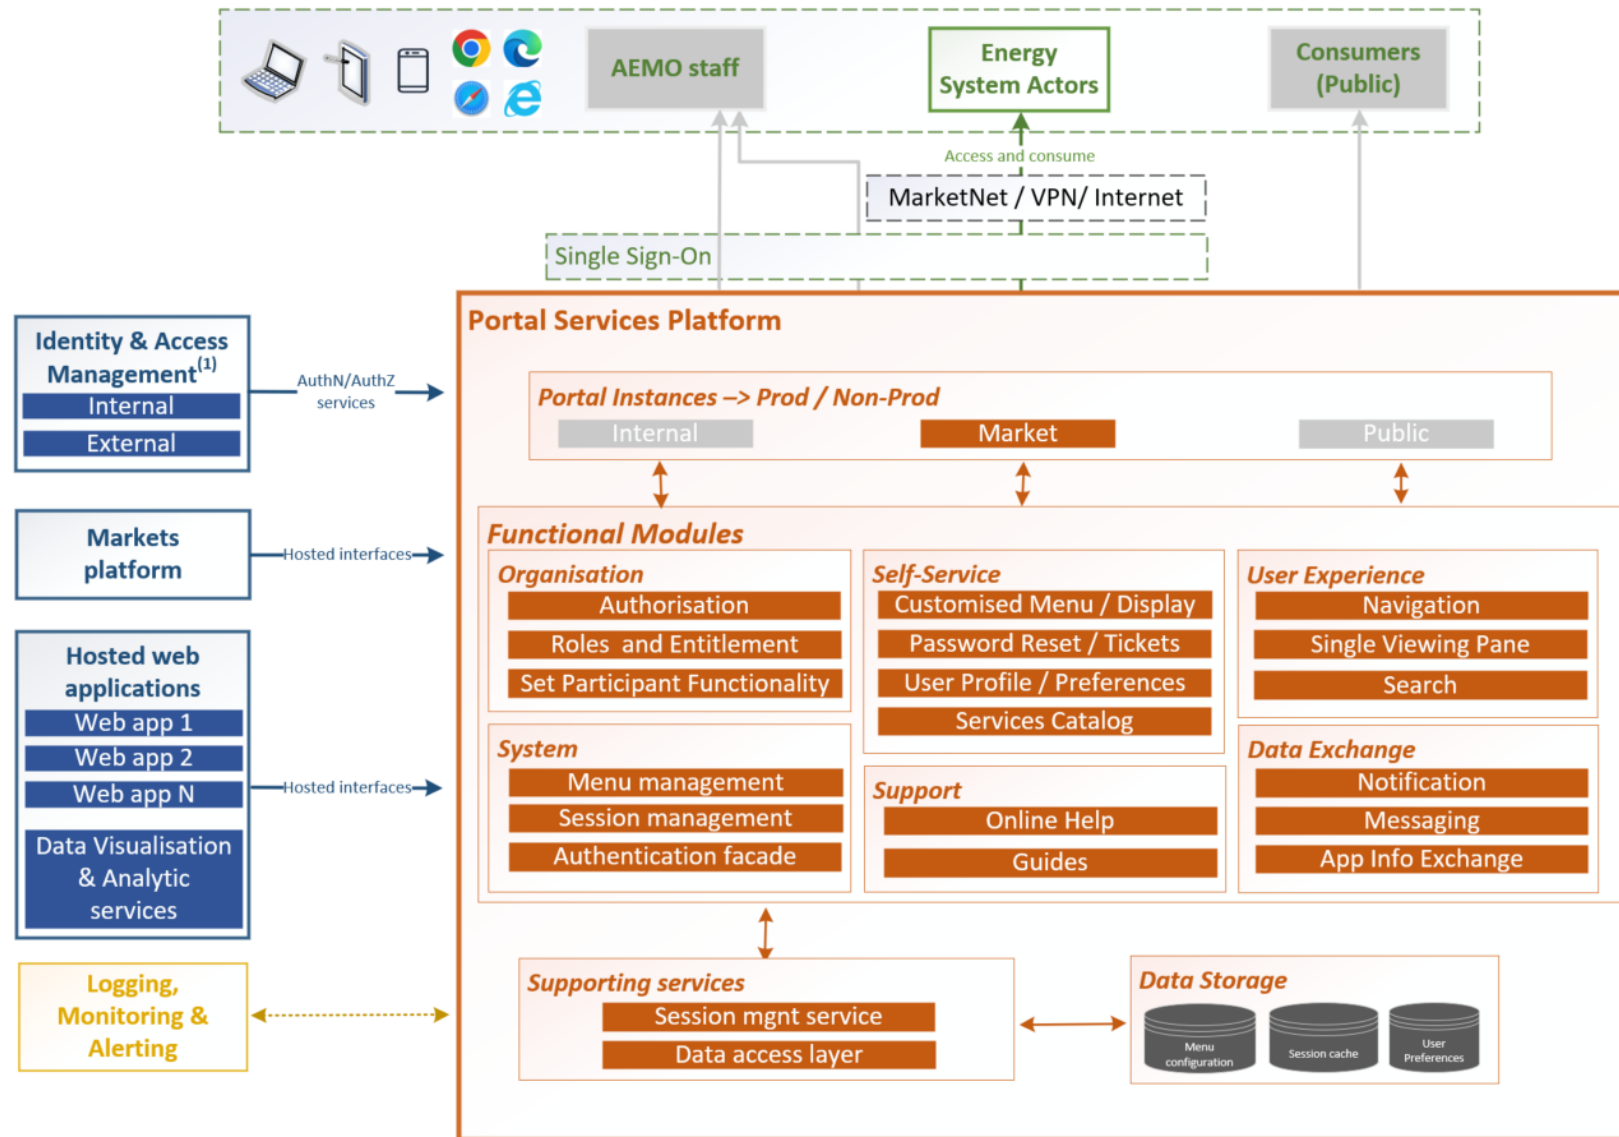 AEMO staff
Energy
System Actors
Consumers
(Public)
Access and consume
MarketNet / VPN/ Internet
Single Sign-On
Identity & Access
Management(1)
Internal
External
AuthN/AuthZ
services
Markets
platform
Hosted interfaces
Hosted web
applications
Web app 1
Web app 2
Web app N
Data Visualisation
& Analytic
services
Hosted interfaces
Logging,
Monitoring &
Alerting
Portal Services Platform
Portal Instances –> Prod / Non-Prod
Internal
Market
Public
Functional Modules
Organisation
Authorisation
Roles and Entitlement
Set Participant Functionality
Self-Service
Customised Menu / Display
Password Reset / Tickets
User Profile / Preferences
Services Catalog
User Experience
Navigation
Single Viewing Pane
Search
System
Menu management
Session management
Authentication facade
Support
Online Help
Guides
Data Exchange
Notification
Messaging
App Info Exchange
Supporting services
Session mgnt service
Data access layer
Data Storage
Menu
configuration
Session cache
User
Preferences